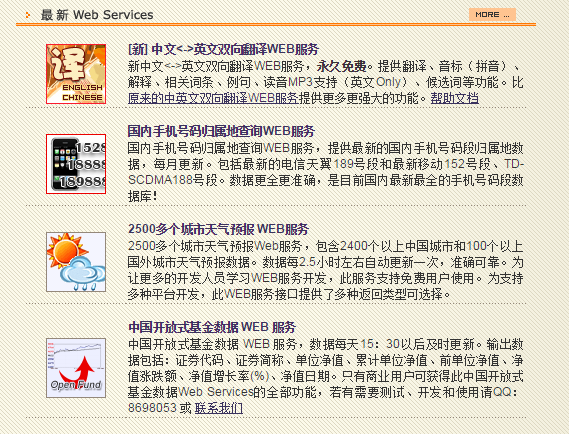 最 新 Web Services
MORE ...
译
ENGLISH
CHINESE
[新] 中文<->英文双向翻译WEB服务
新中文<->英文双向翻译WEB服务，永久免费。提供翻译、音标（拼音）、
解释、相关词条、例句、读音MP3支持（英文Only）、候选词等功能。比
原来的中英文双向翻译WEB服务提供更多更强大的功能。帮助文档
1528
18888
189888
国内手机号码归属地查询WEB服务
国内手机号码归属地查询WEB服务，提供最新的国内手机号码段归属地数
据，每月更新。包括最新的电信天翼189号段和最新移动152号段、TD-
SCDMA188号段。数据更全更准确，是目前国内最新最全的手机号码段数
据库！
2500多个城市天气预报 WEB服务
2500多个城市天气预报Web服务，包含2400个以上中国城市和100个以上
国外城市天气预报数据。数据每2.5小时左右自动更新一次，准确可靠。为
让更多的开发人员学习WEB服务开发，此服务支持免费用户使用。为支持
多种平台开发，此WEB服务接口提供了多种返回类型可选择。
Open Fund
中国开放式基金数据 WEB 服务
中国开放式基金数据 WEB 服务，数据每天15：30以后及时更新。输出数
据包括：证券代码、证券简称、单位净值、累计单位净值、前单位净值、净
值涨跌额、净值增长率(%)、净值日期。只有商业用户可获得此中国开放式
基金数据Web Services的全部功能，若有需要测试、开发和使用请QQ：
8698053 或 联系我们